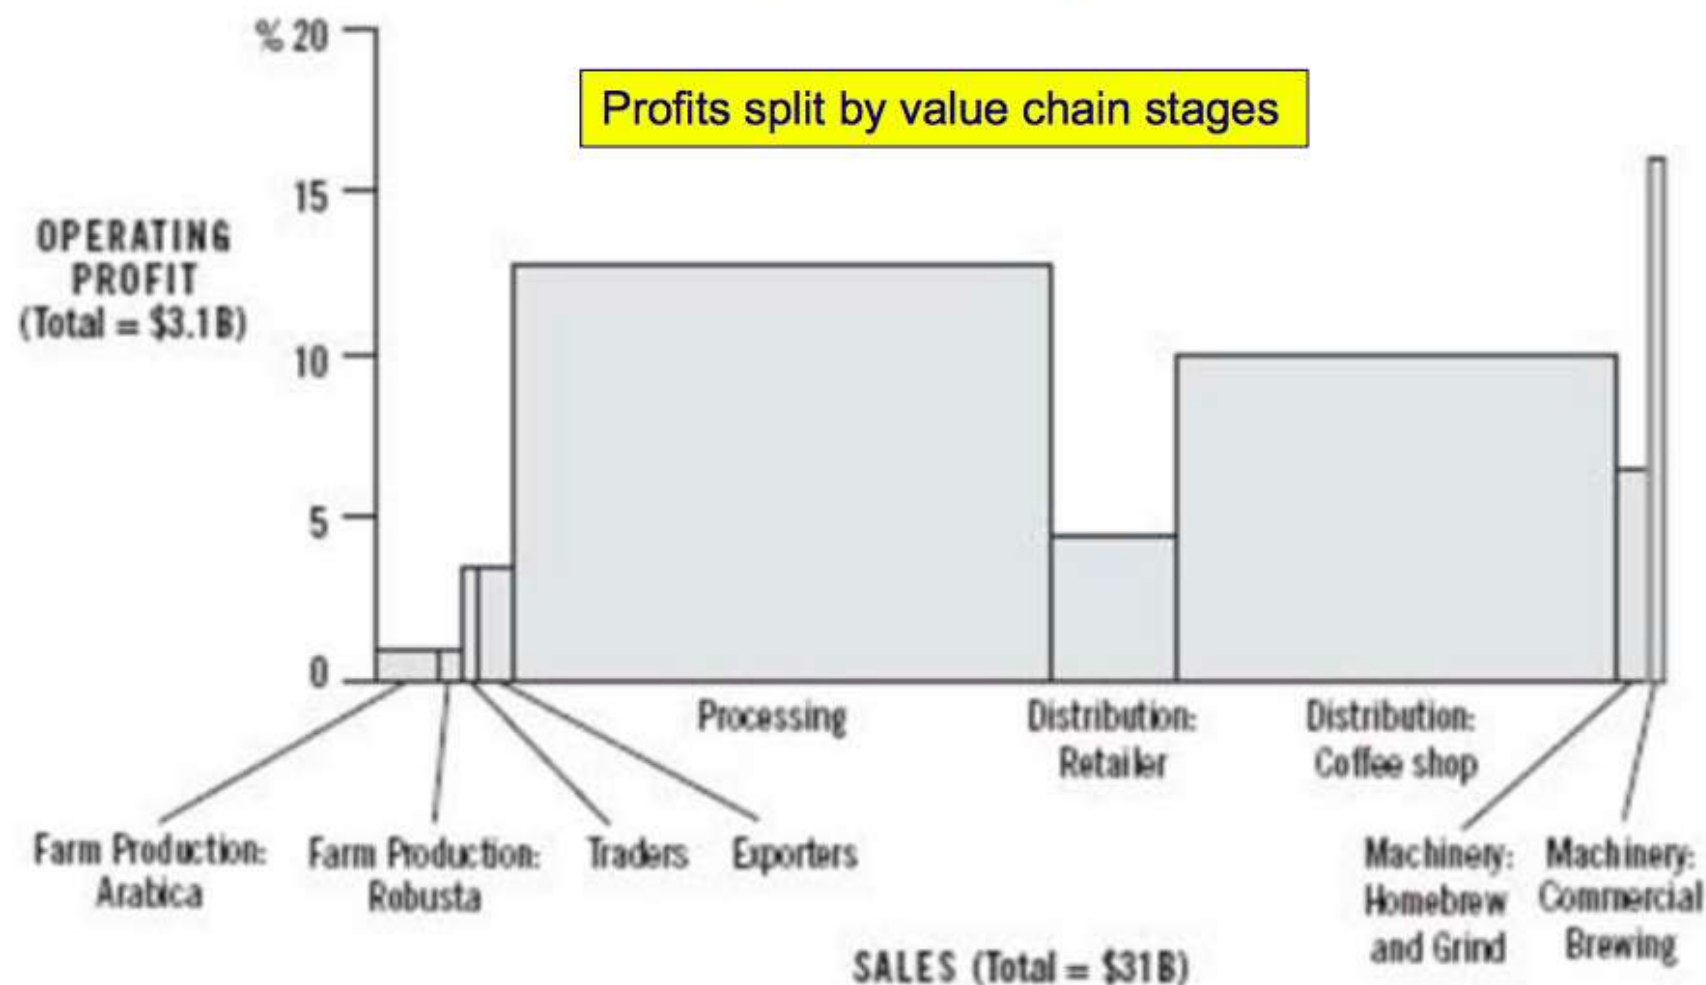 Profits split by value chain stages
% 20
15
10
5
0
OPERATING
PROFIT
(Total = $3.1B)
Processing
Distribution:
Retailer
Distribution:
Coffee shop
Farm Production:
Arabica
Farm Production:
Robusta
Traders
Exporters
Machinery:
Homebrew
and Grind
Machinery:
Commercial
Brewing
SALES (Total = $31B)